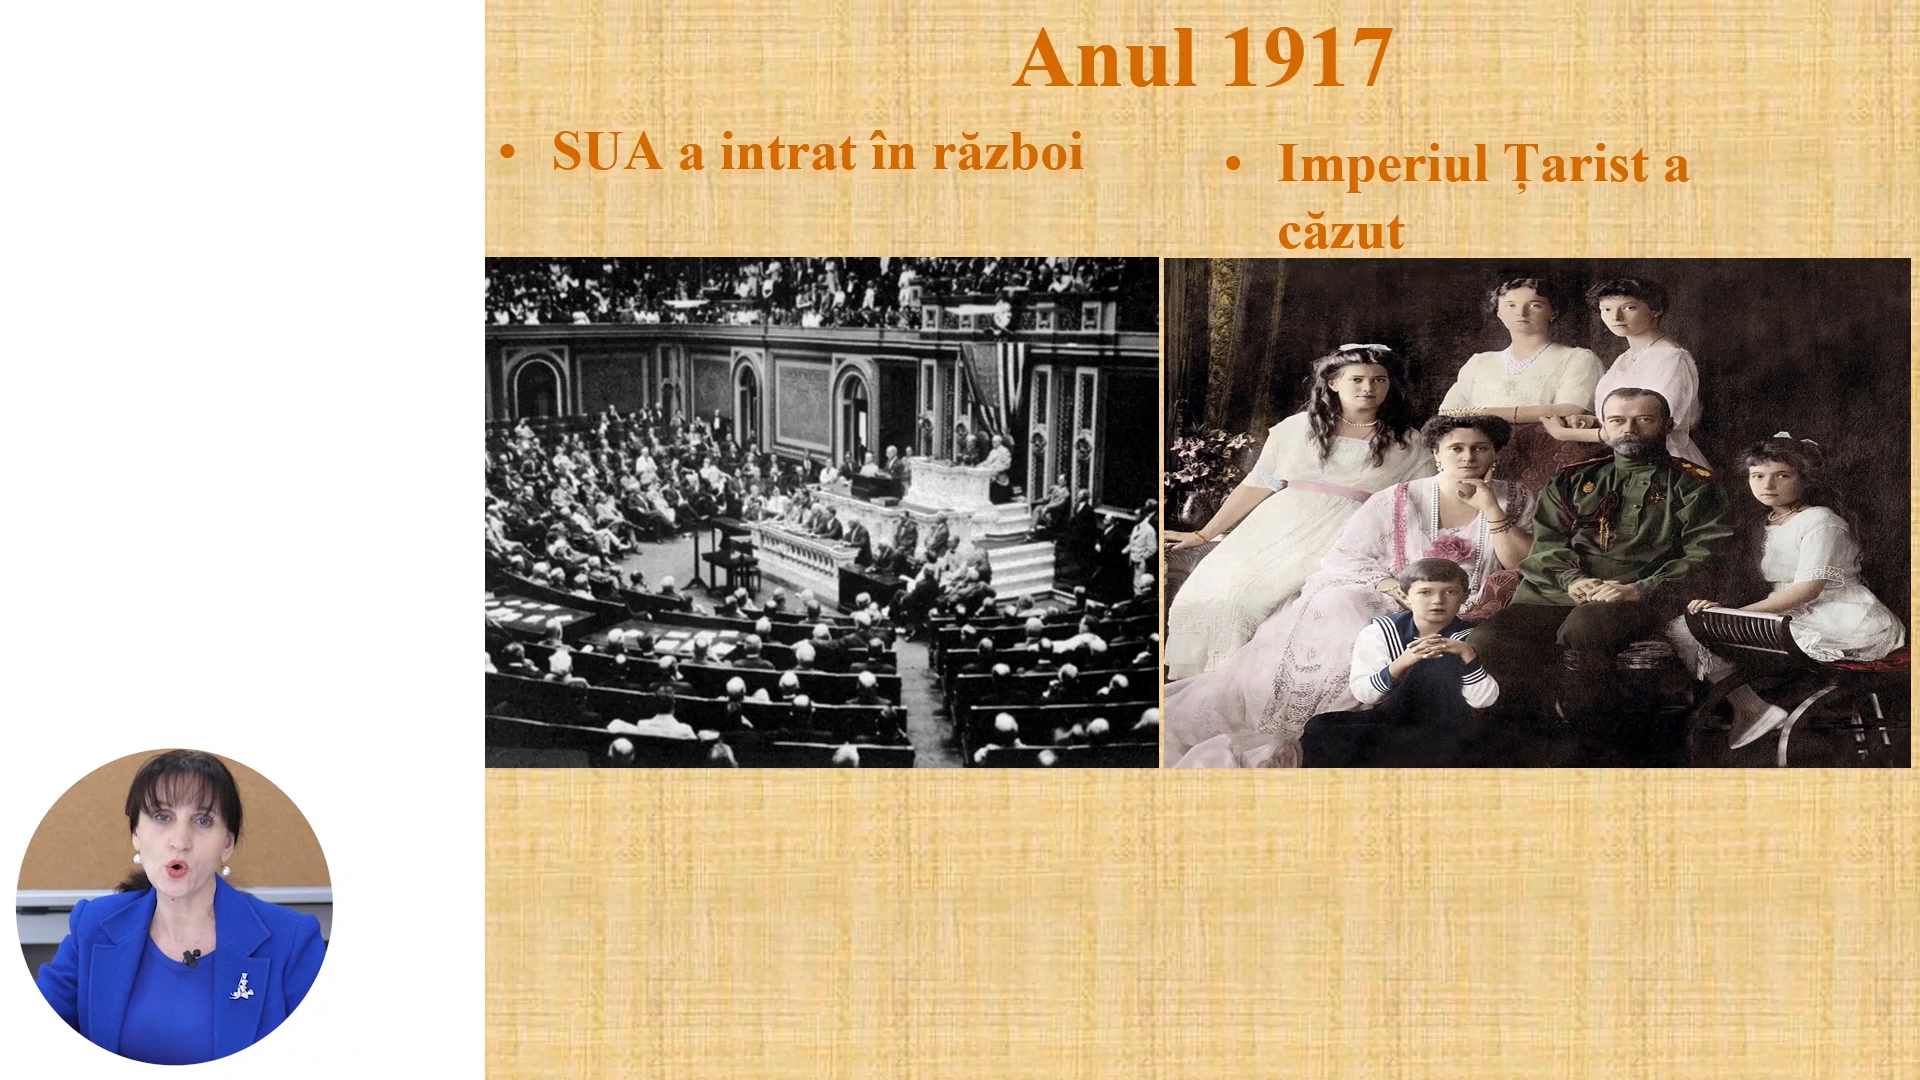 Anul 1917
• SUA a intrat în război
• Imperiul Țarist a
căzut